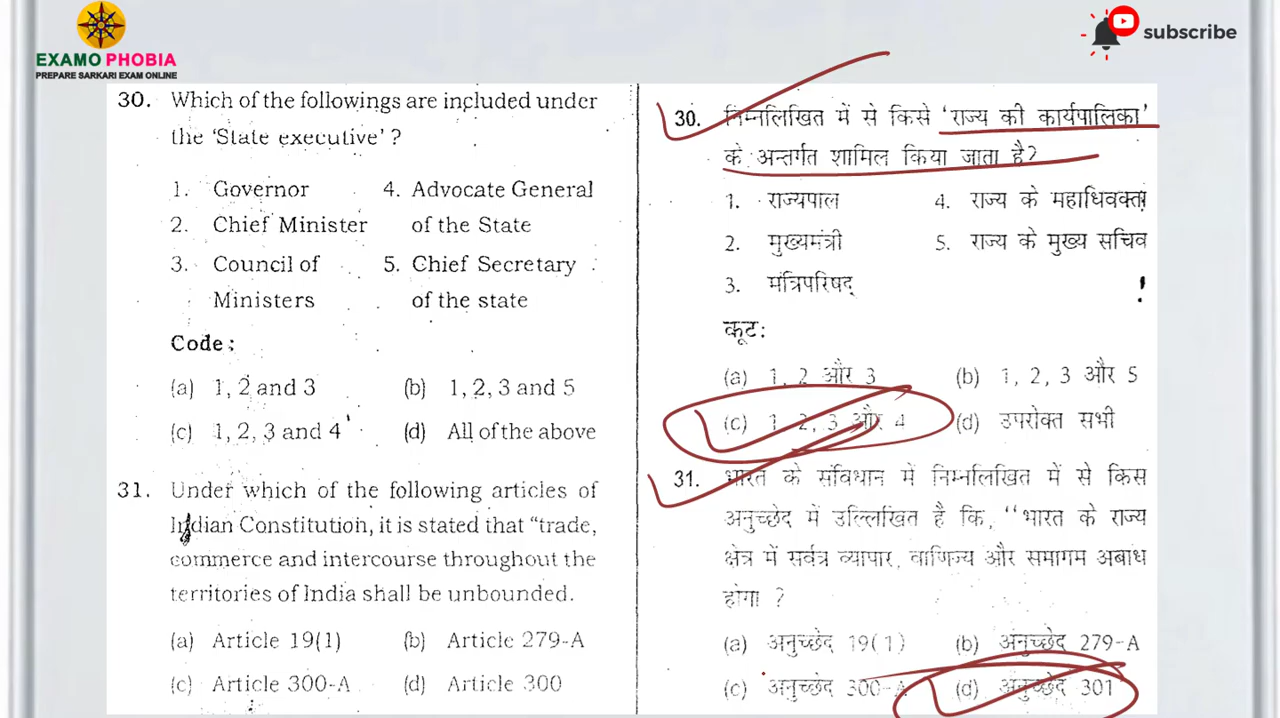 EXAMO PHOBIA
PREPARE SARKARI EXAM ONLINE
subscribe
30. Which of the followings are included under
the 'State executive' ?
1. Governor 4. Advocate General
2. Chief Minister of the State
3. Council of 5. Chief Secretary
Ministers of the state
Code :
(a) 1, 2 and 3 (b) 1, 2, 3 and 5
(c) 1, 2, 3 and 4 (d) All of the above
31. Under which of the following articles of
Indian Constitution, it is stated that "trade,
commerce and intercourse throughout the
territories of India shall be unbounded.
(a) Article 19(1) (b) Article 279-A
(c) Article 300-A (d) Article 300
30. निम्नलिखित में से किसे 'राज्य की कार्यपालिका'
के अन्तर्गत शामिल किया जाता है?
1. राज्यपाल 4. राज्य के महाधिवक्ता
2. मुख्यमंत्री 5. राज्य के मुख्य सचिव
3. मंत्रिपरिषद्
कूट:
(a) 1, 2 और 3 (b) 1, 2, 3 और 5
(c) 1, 2, 3 और 4 (d) उपरोक्त सभी
31. भारत के संविधान में निम्नलिखित में से किस
अनुच्छेद में उल्लिखित है कि, "भारत के राज्य
क्षेत्र में सर्वत्र व्यापार, वाणिज्य और समागम अबाध
होगा ?
(a) अनुच्छेद 19(1) (b) अनुच्छेद 279-A
(c) अनुच्छेद 300-A (d) अनुच्छेद 301